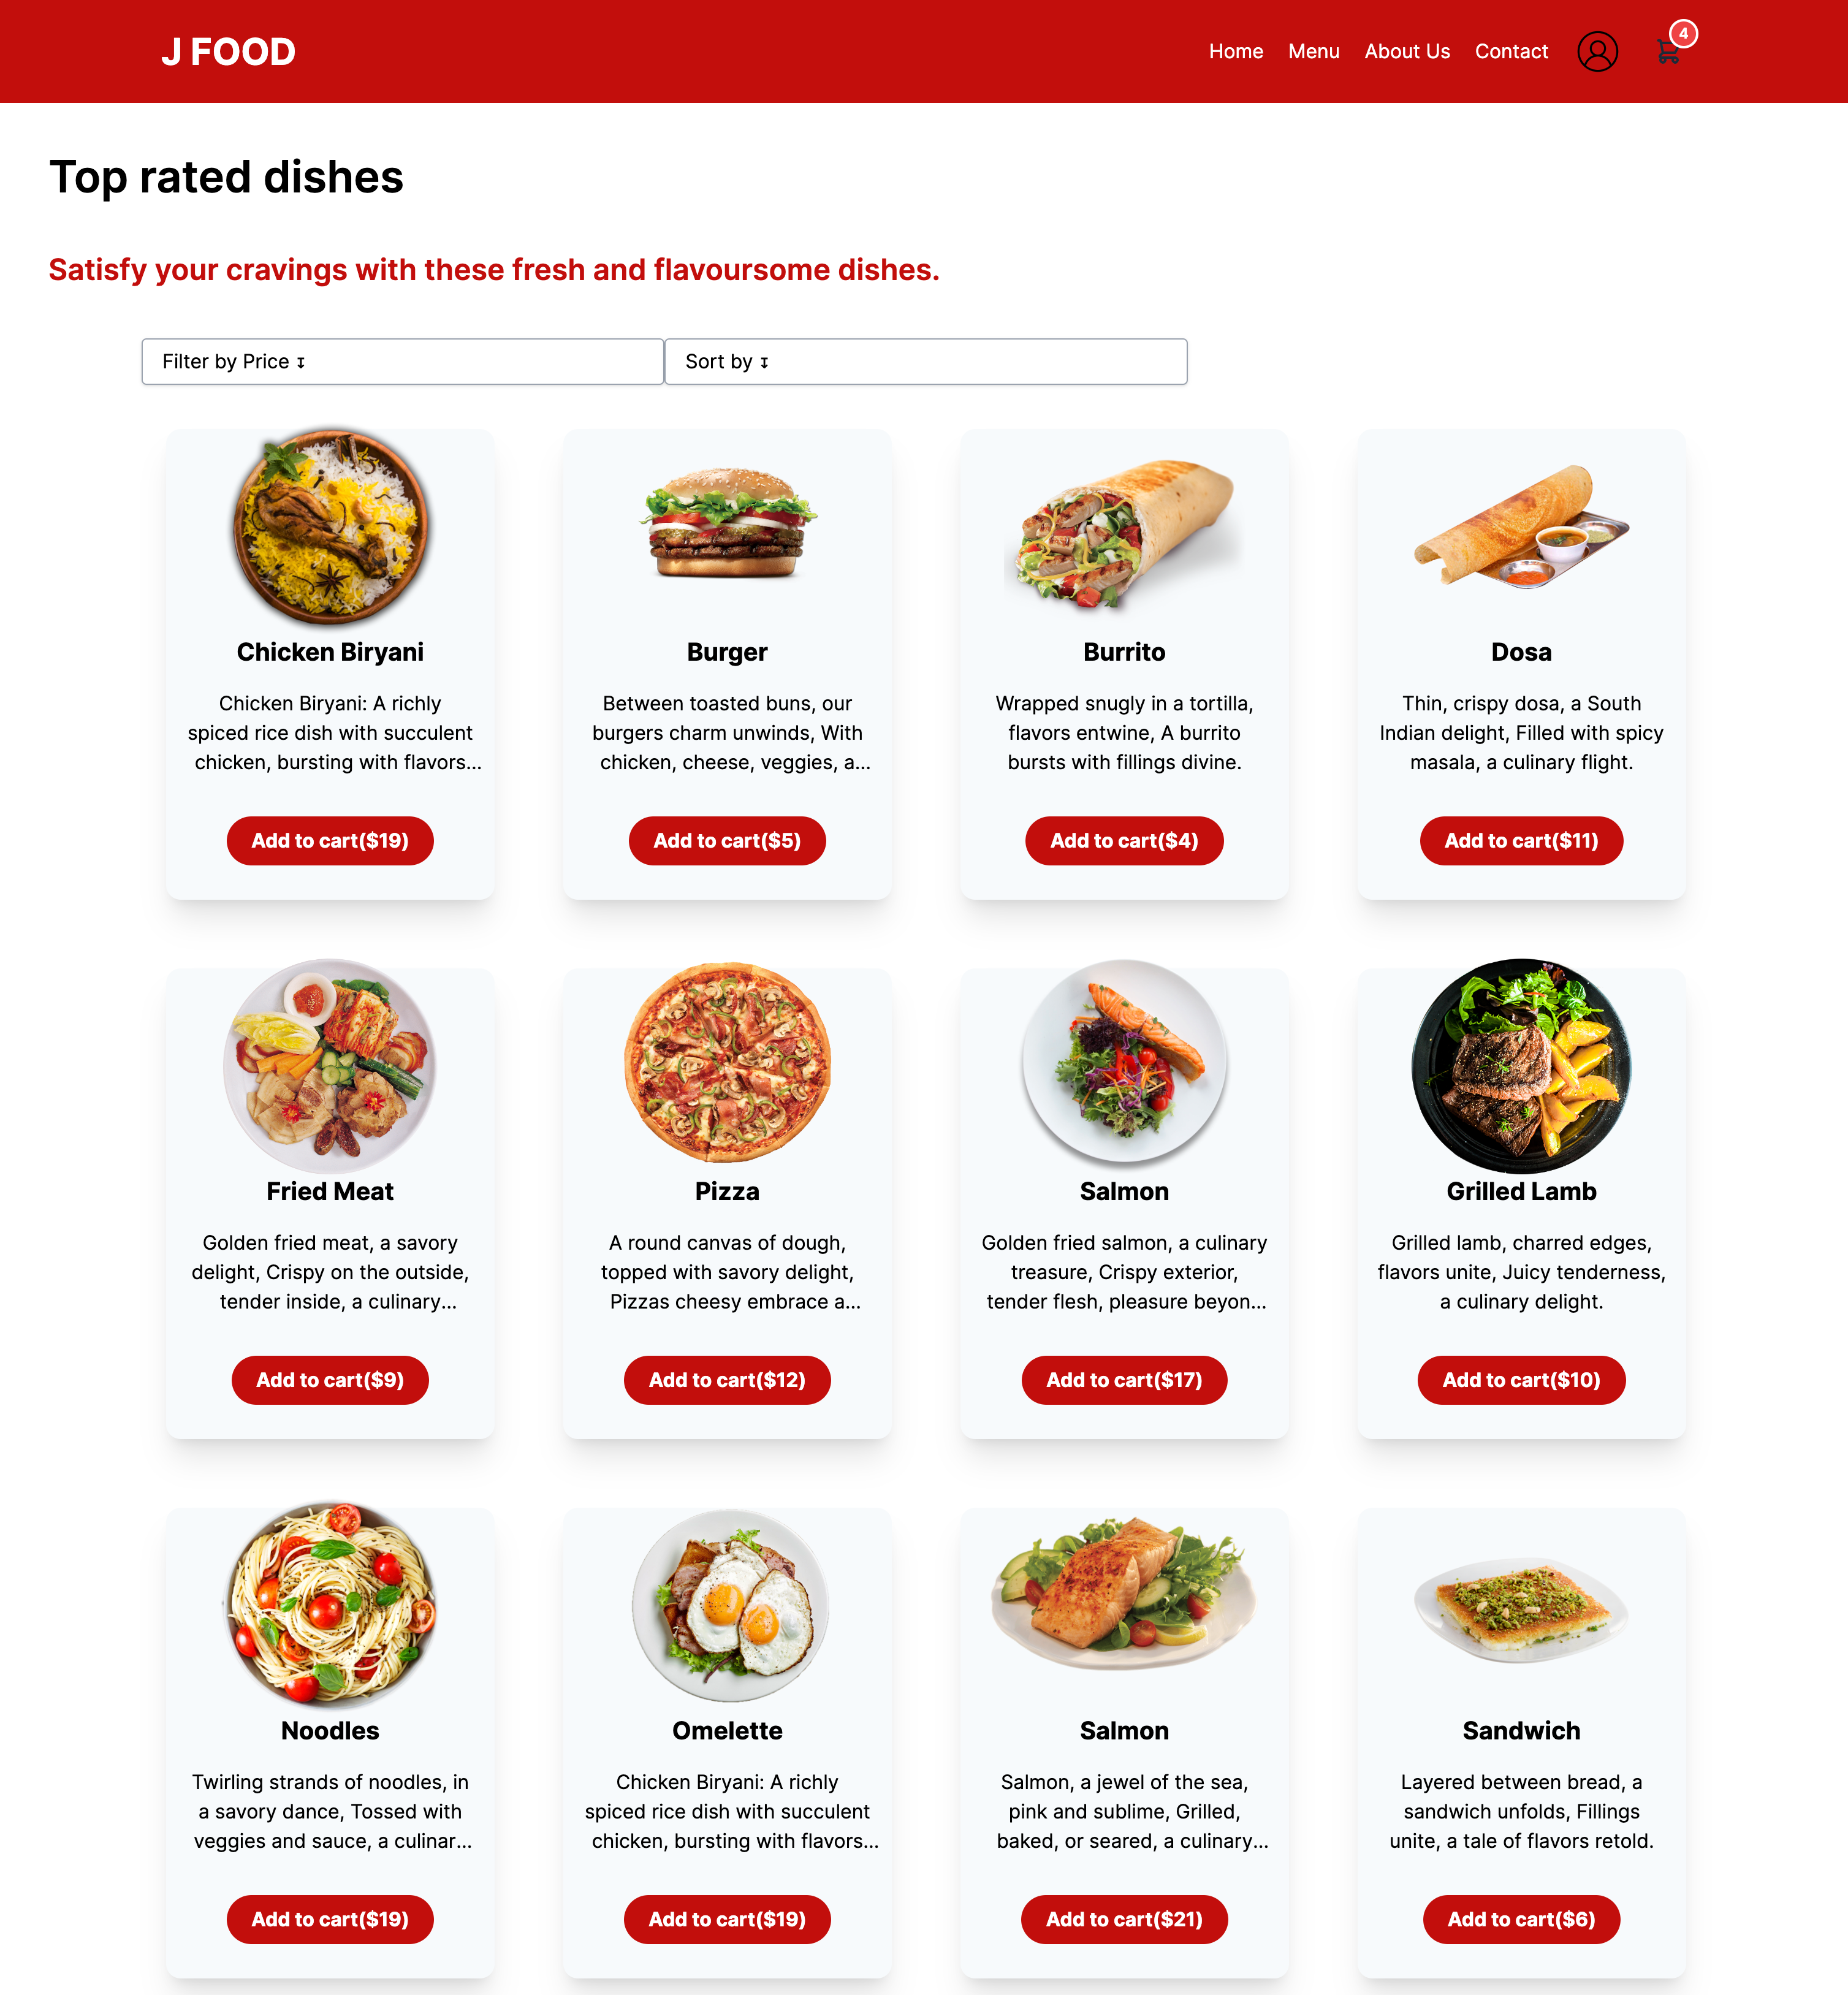 J FOOD
Home Menu About Us Contact 4
Top rated dishes
Satisfy your cravings with these fresh and flavoursome dishes.
Filter by Price ↧ Sort by ↧
Chicken Biryani
Chicken Biryani: A richly
spiced rice dish with succulent
chicken, bursting with flavors...
Add to cart($19)
Burger
Between toasted buns, our
burgers charm unwinds, With
chicken, cheese, veggies, a...
Add to cart($5)
Burrito
Wrapped snugly in a tortilla,
flavors entwine, A burrito
bursts with fillings divine.
Add to cart($4)
Dosa
Thin, crispy dosa, a South
Indian delight, Filled with spicy
masala, a culinary flight.
Add to cart($11)
Fried Meat
Golden fried meat, a savory
delight, Crispy on the outside,
tender inside, a culinary...
Add to cart($9)
Pizza
A round canvas of dough,
topped with savory delight,
Pizzas cheesy embrace a...
Add to cart($12)
Salmon
Golden fried salmon, a culinary
treasure, Crispy exterior,
tender flesh, pleasure beyon...
Add to cart($17)
Grilled Lamb
Grilled lamb, charred edges,
flavors unite, Juicy tenderness,
a culinary delight.
Add to cart($10)
Noodles
Twirling strands of noodles, in
a savory dance, Tossed with
veggies and sauce, a culinar...
Add to cart($19)
Omelette
Chicken Biryani: A richly
spiced rice dish with succulent
chicken, bursting with flavors...
Add to cart($19)
Salmon
Salmon, a jewel of the sea,
pink and sublime, Grilled,
baked, or seared, a culinary...
Add to cart($21)
Sandwich
Layered between bread, a
sandwich unfolds, Fillings
unite, a tale of flavors retold.
Add to cart($6)